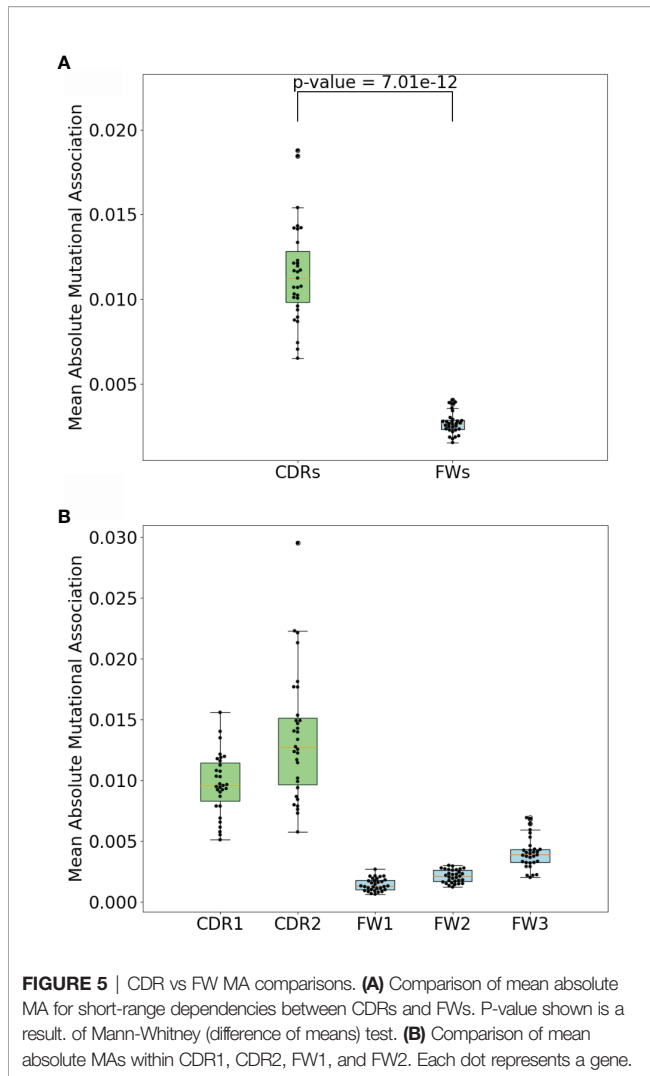 A
p-value = 7.01e-12
Mean Absolute Mutational Association
0.020
0.015
0.010
0.005
CDRs
FWs
B
Mean Absolute Mutational Association
0.030
0.025
0.020
0.015
0.010
0.005
0.000
CDR1
CDR2
FW1
FW2
FW3
FIGURE 5 | CDR vs FW MA comparisons. (A) Comparison of mean absolute
MA for short-range dependencies between CDRs and FWs. P-value shown is a
result. of Mann-Whitney (difference of means) test. (B) Comparison of mean
absolute MAs within CDR1, CDR2, FW1, and FW2. Each dot represents a gene.